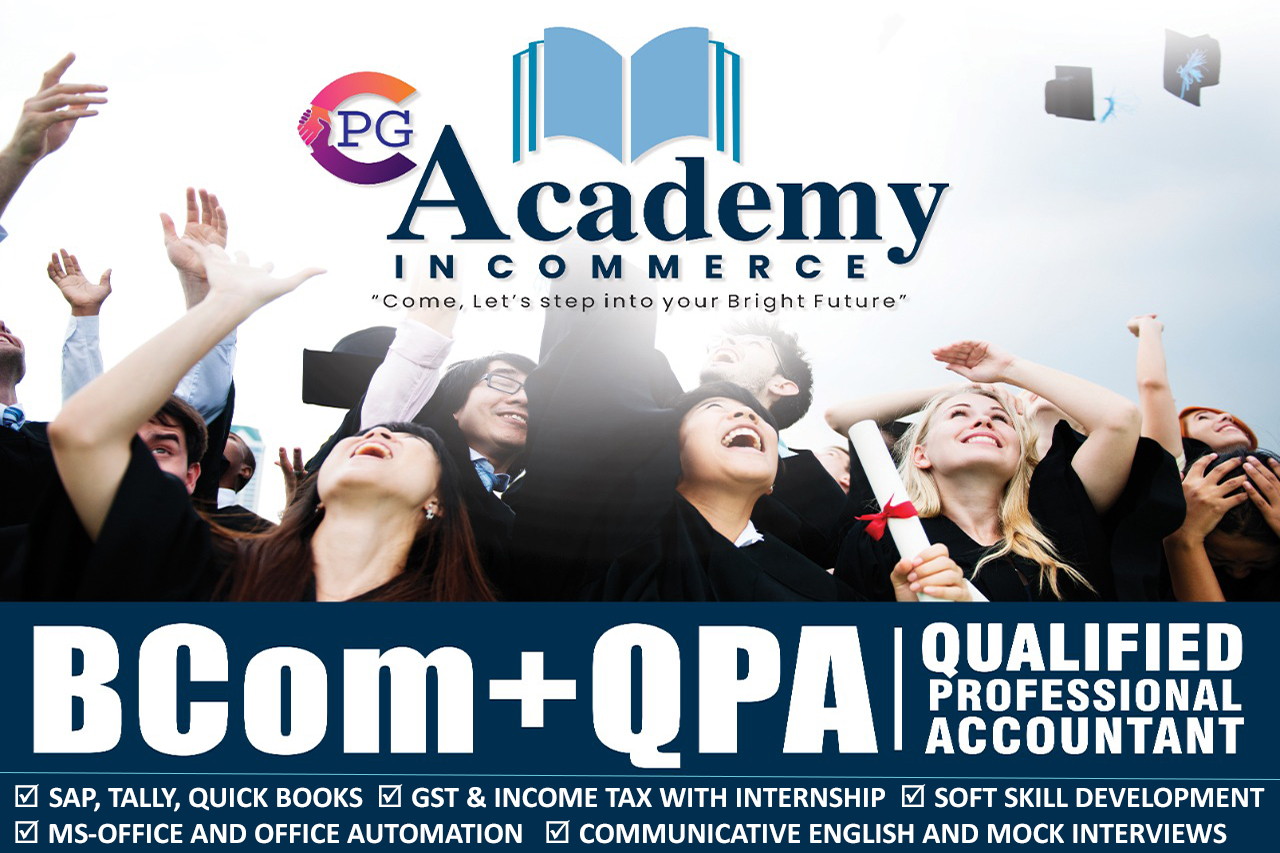 CPG
Academy
IN COMMERCE
“Come, Let’s step into your Bright Future”
BCom+QPA
QUALIFIED
PROFESSIONAL
ACCOUNTANT
☑ SAP, TALLY, QUICK BOOKS ☑ GST & INCOME TAX WITH INTERNSHIP ☑ SOFT SKILL DEVELOPMENT
☑ MS-OFFICE AND OFFICE AUTOMATION ☑ COMMUNICATIVE ENGLISH AND MOCK INTERVIEWS